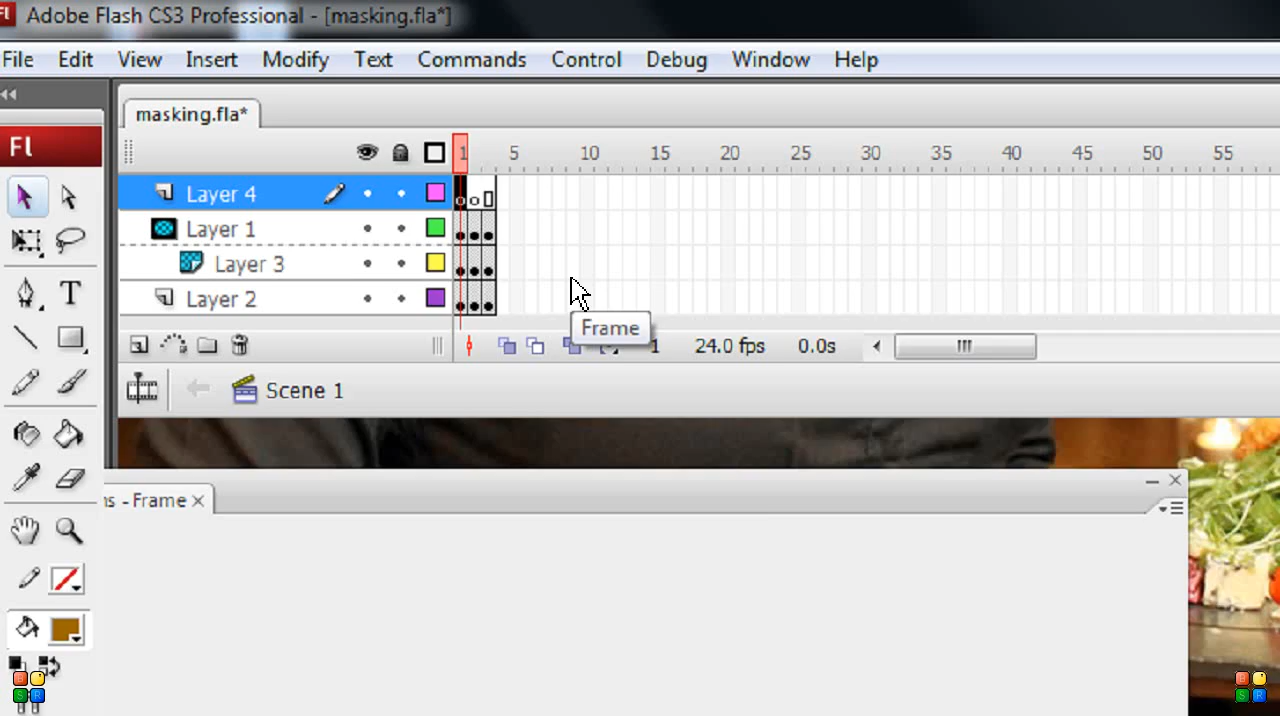 Adobe Flash CS3 Professional - [masking.fla*]
File Edit View Insert Modify Text Commands Control Debug Window Help
masking.fla*
Fl
1 5 10 15 20 25 30 35 40 45 50 55
Layer 4
Layer 1
Layer 3
Layer 2
Frame
1 24.0 fps 0.0s
Scene 1
- Frame